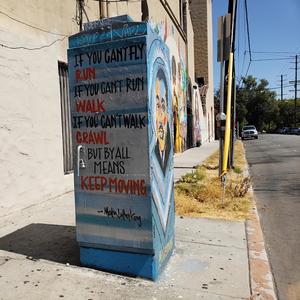 IF YOU CAN'T FLY
RUN
IF YOU CAN'T RUN
WALK
IF YOU CAN'T WALK
CRAWL
BUT BY ALL
MEANS
KEEP MOVING